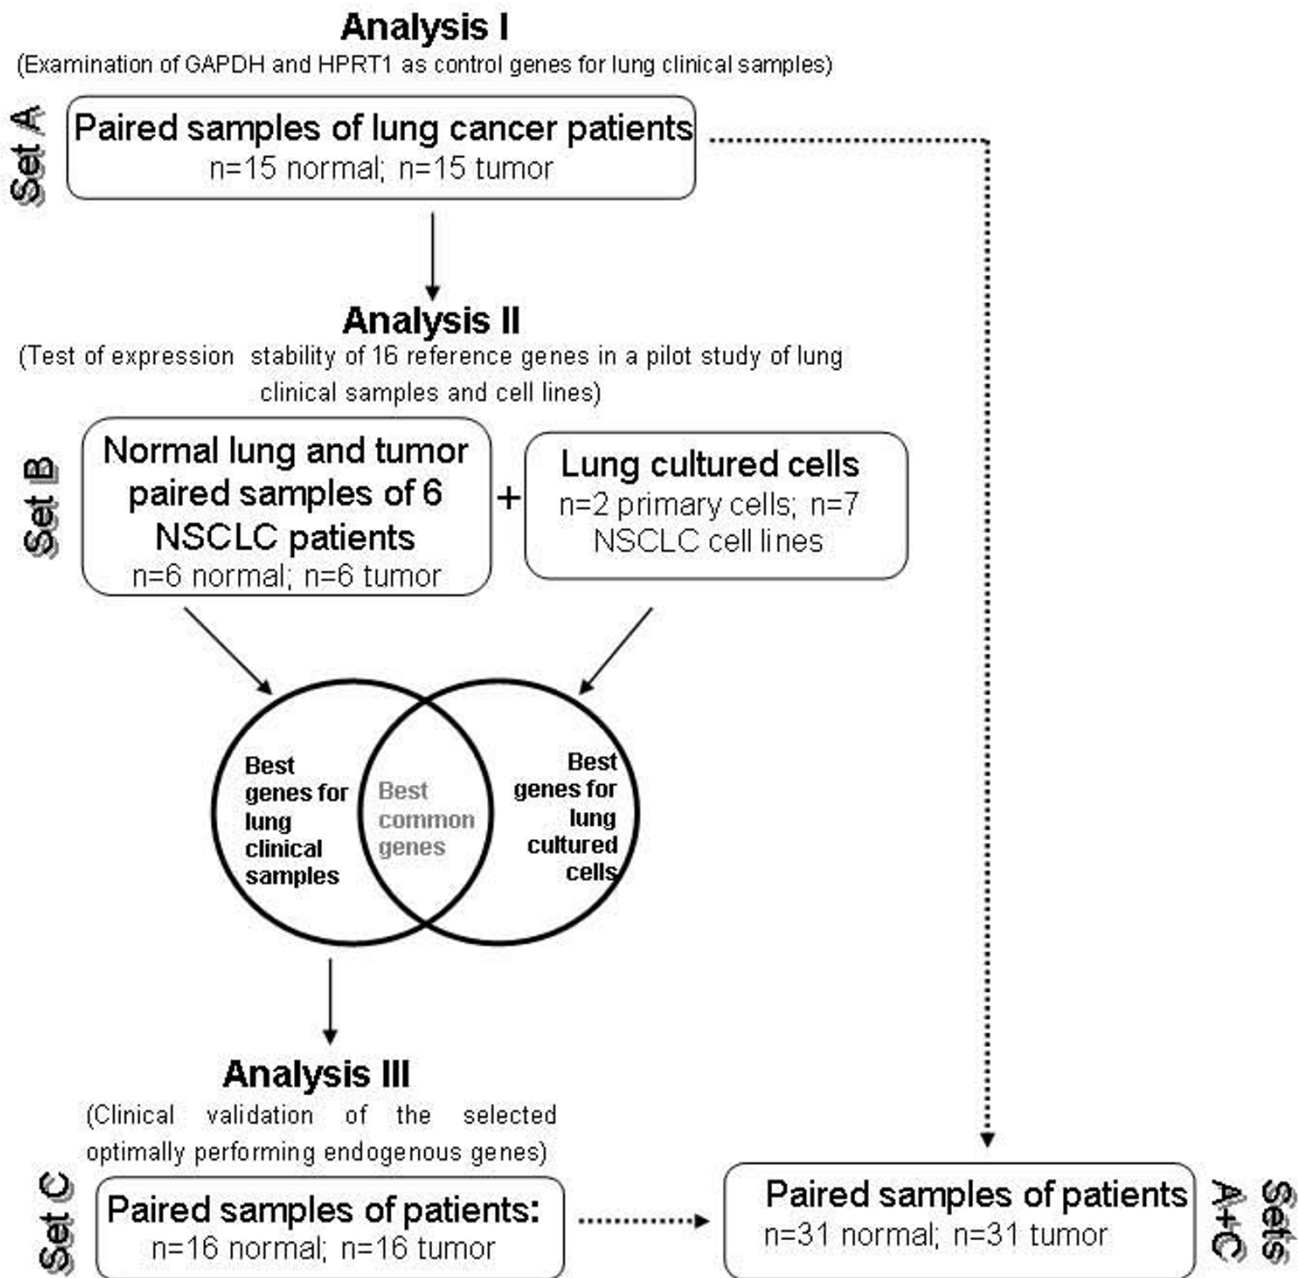 Analysis I
(Examination of GAPDH and HPRT1 as control genes for lung clinical samples)
Set A
Paired samples of lung cancer patients
n=15 normal; n=15 tumor
Analysis II
(Test of expression stability of 16 reference genes in a pilot study of lung
clinical samples and cell lines)
Set B
Normal lung and tumor
paired samples of 6
NSCLC patients
n=6 normal; n=6 tumor
+
Lung cultured cells
n=2 primary cells; n=7
NSCLC cell lines
Best
genes for
lung
clinical
samples
Best
common
genes
Best
genes for
lung
cultured
cells
Analysis III
(Clinical validation of the selected
optimally performing endogenous genes)
Set C
Paired samples of patients:
n=16 normal; n=16 tumor
Paired samples of patients
n=31 normal; n=31 tumor
Sets
A+C